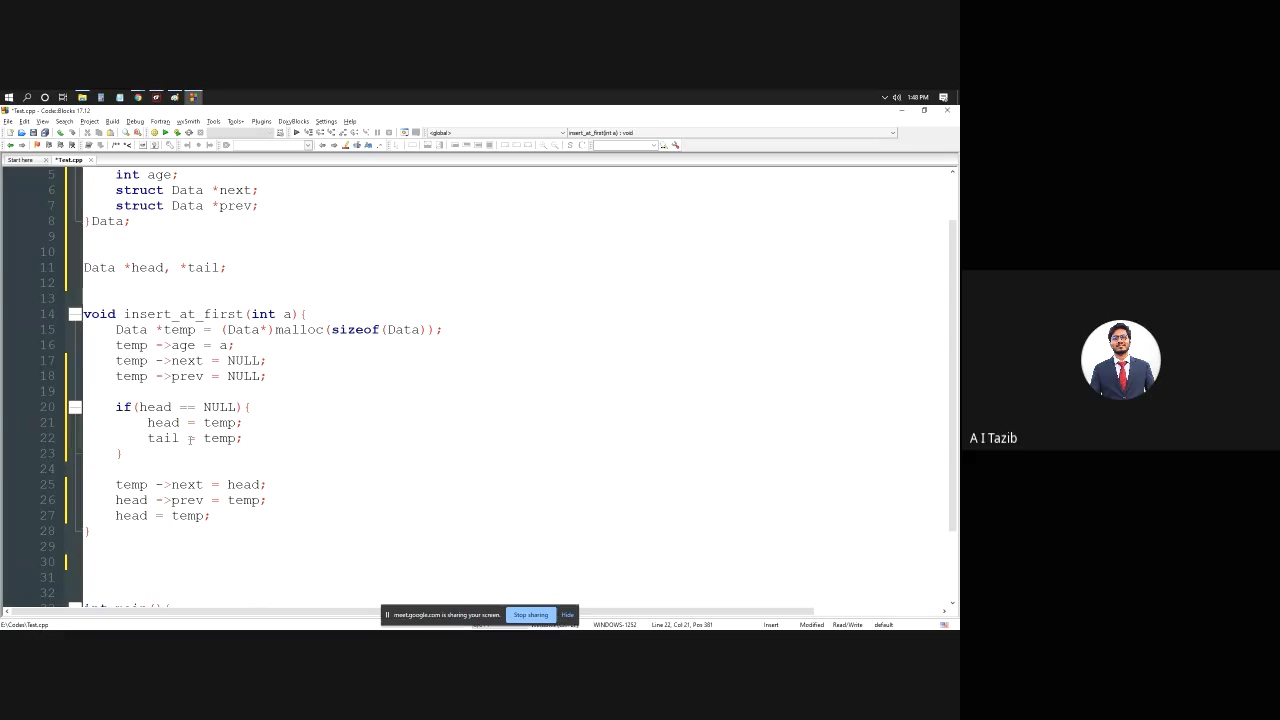 1:48 PM
*Test.cpp - Code::Blocks 17.12
File Edit View Search Project Build Debug Fortran wxSmith Tools Tools+ Plugins DoxyBlocks Settings Help
<global> insert_at_first(int a) : void
Start here *Test.cpp
5 int age;
6 struct Data *next;
7 struct Data *prev;
8 }Data;
9
10
11 Data *head, *tail;
12
13
14 void insert_at_first(int a){
15 Data *temp = (Data*)malloc(sizeof(Data));
16 temp ->age = a;
17 temp ->next = NULL;
18 temp ->prev = NULL;
19
20 if(head == NULL){
21 head = temp;
22 tail = temp;
23 }
24
25 temp ->next = head;
26 head ->prev = temp;
27 head = temp;
28 }
29
30
31
32
int main(){
meet.google.com is sharing your screen. Stop sharing Hide
E:\Codes\Test.cpp WINDOWS-1252 Line 22, Col 21, Pos 381 Insert Modified Read/Write default
A I Tazib